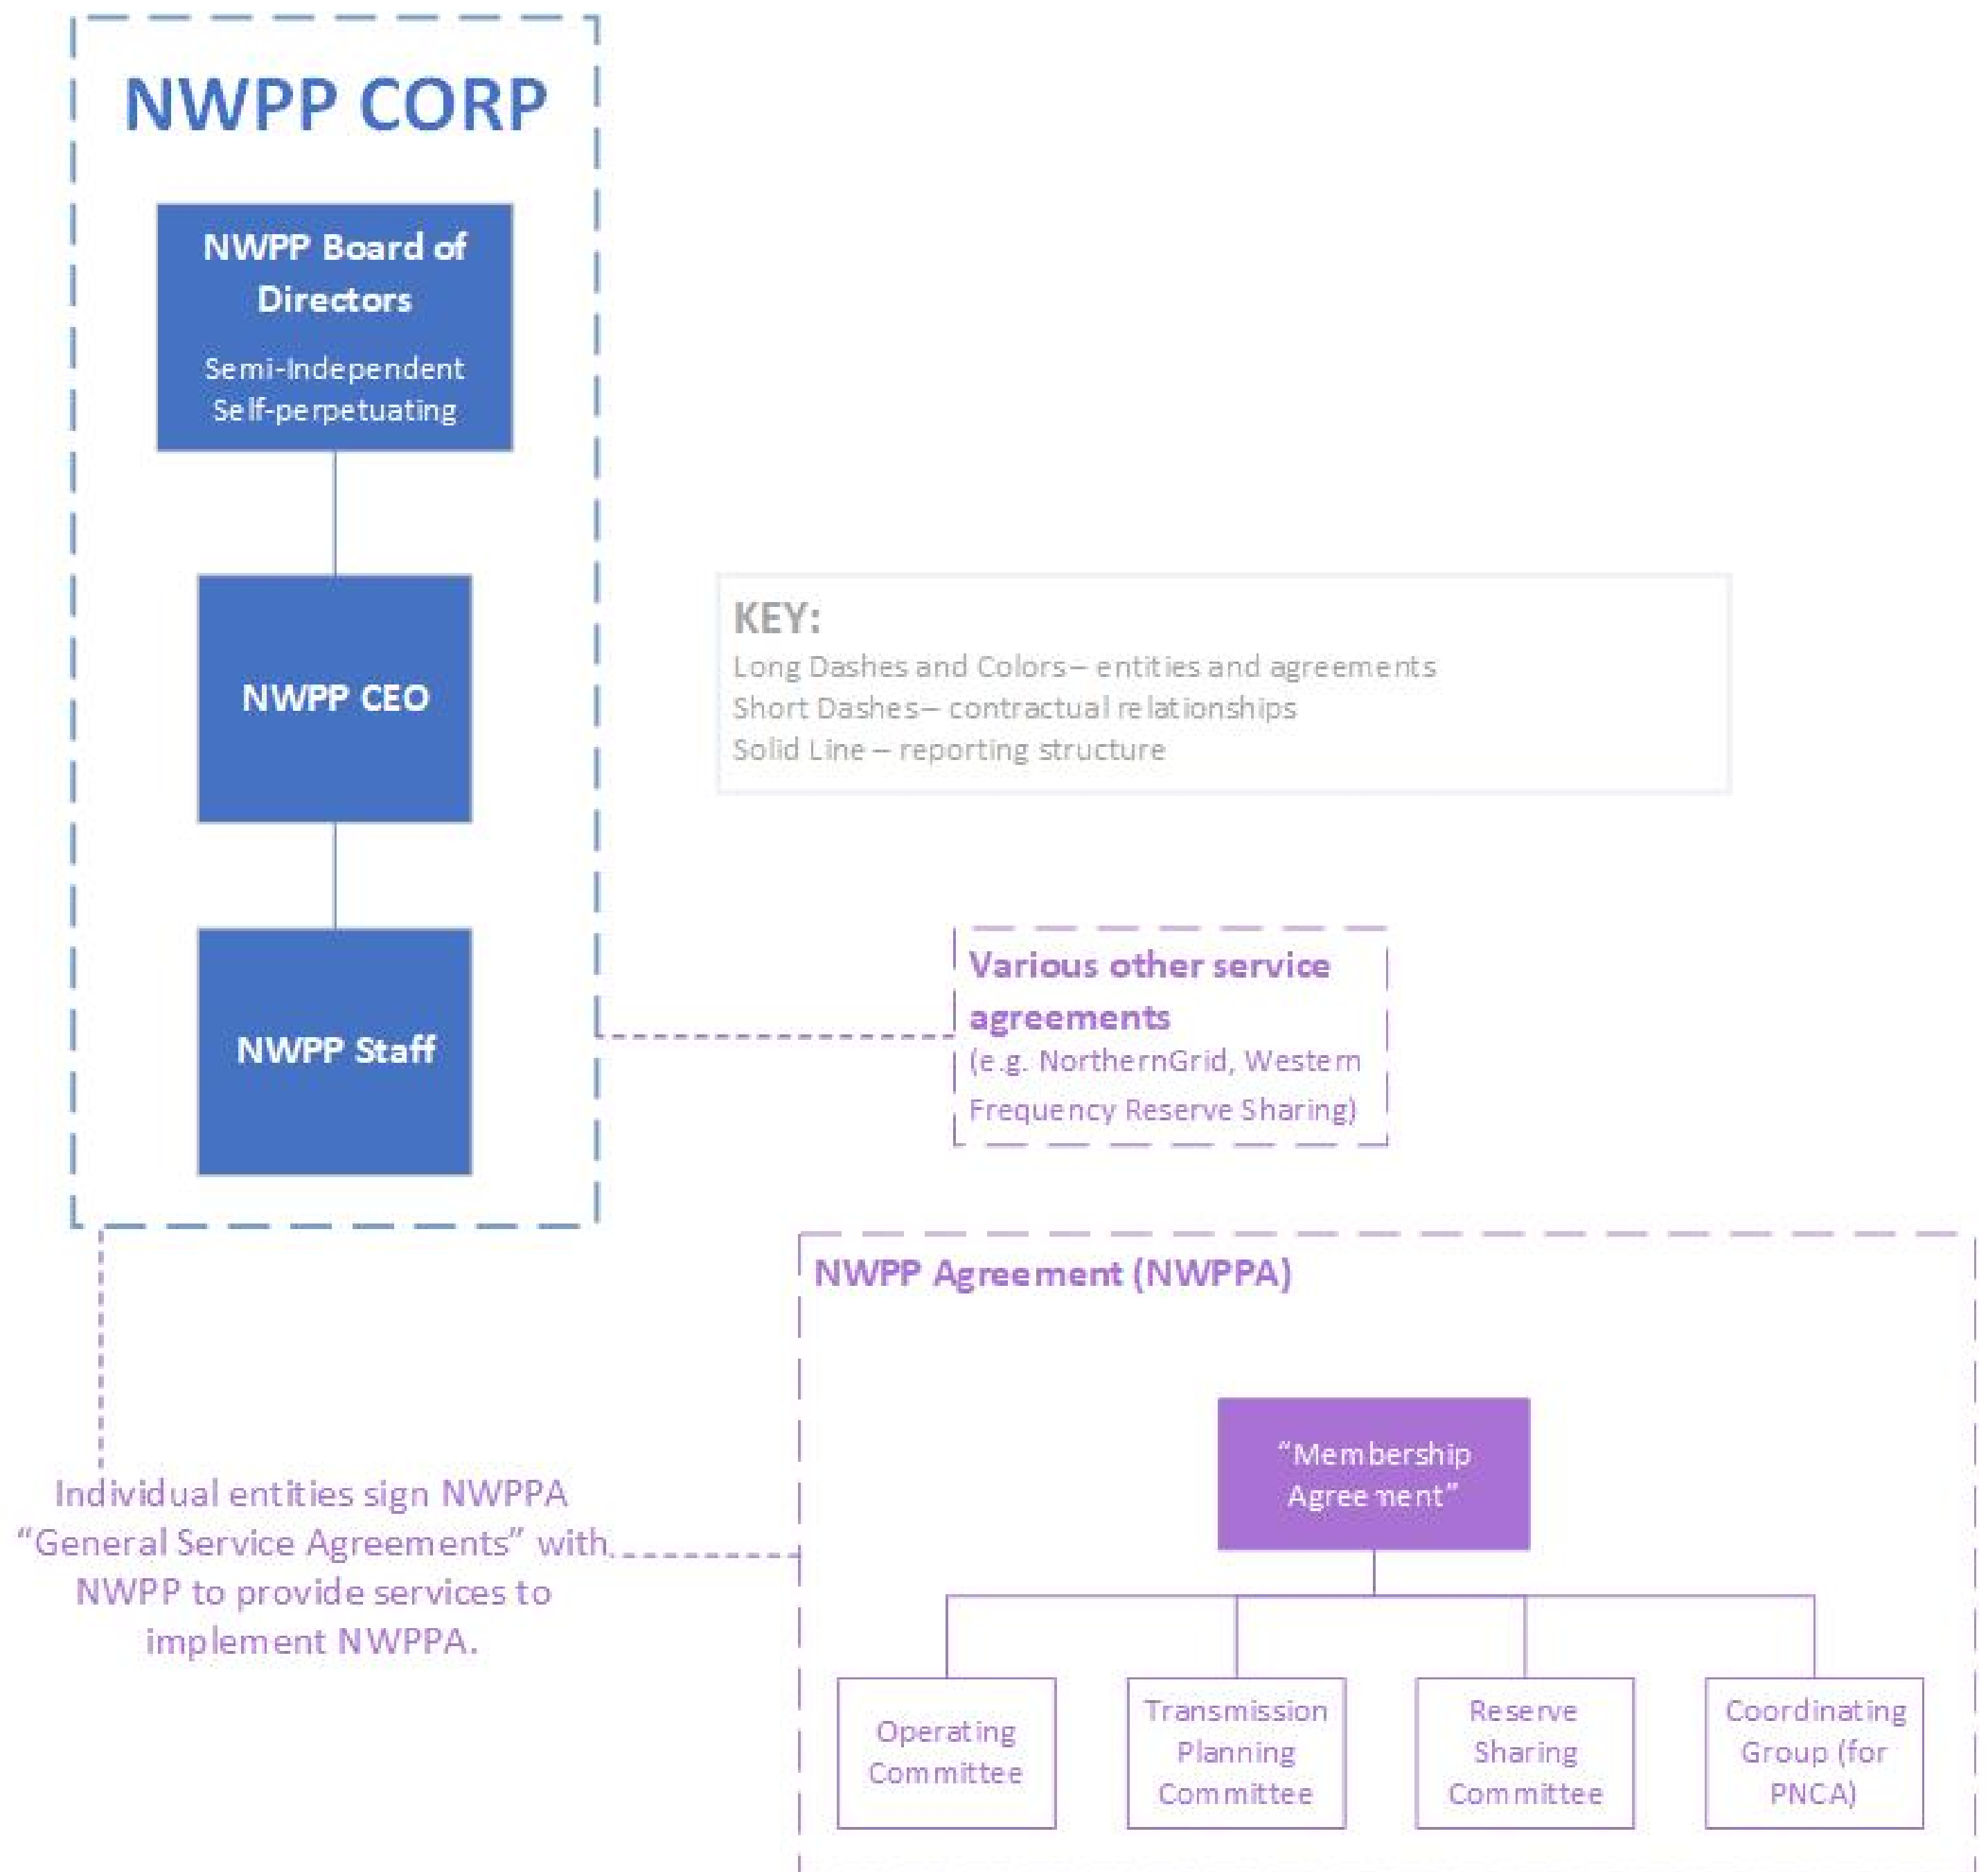 NWPP CORP
NWPP Board of
Directors
Semi-Independent
Self-perpetuating
NWPP CEO
KEY:
Long Dashes and Colors – entities and agreements
Short Dashes – contractual relationships
Solid Line – reporting structure
NWPP Staff
Various other service
agreements
(e.g. NorthernGrid, Western
Frequency Reserve Sharing)
NWPP Agreement (NWPPA)
“Membership
Agreement”
Individual entities sign NWPPA
“General Service Agreements” with
NWPP to provide services to
implement NWPPA.
Operating
Committee
Transmission
Planning
Committee
Reserve
Sharing
Committee
Coordinating
Group (for
PNCA)